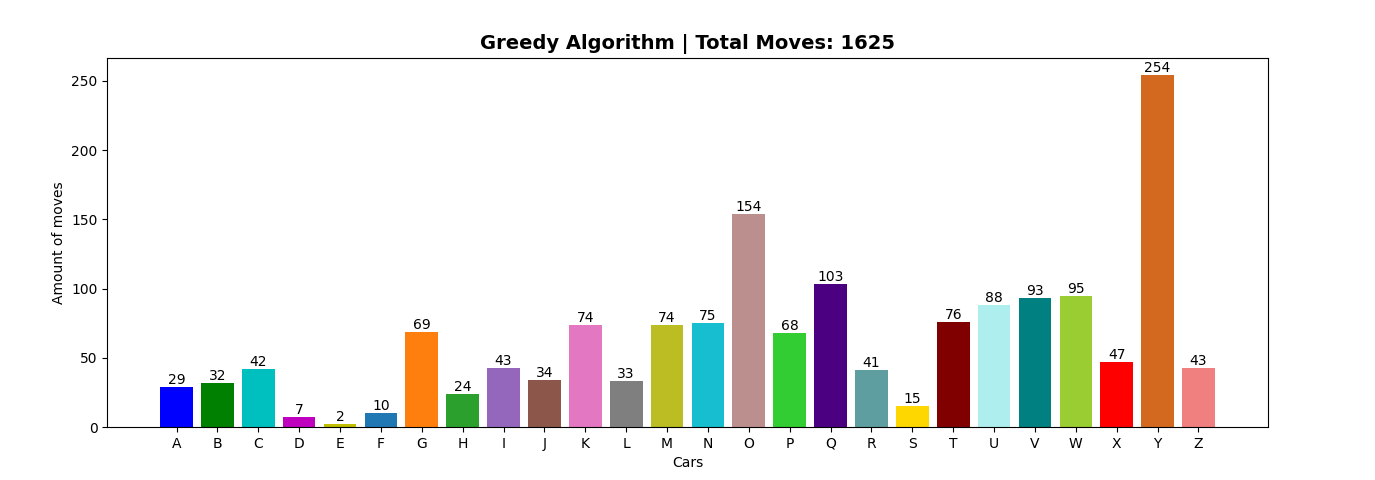 Greedy Algorithm | Total Moves: 1625
Amount of moves
250
200
150
100
50
0
29 32 42 7 2 10 69 24 43 34 74 33 74 75 154 68 103 41 15 76 88 93 95 47 254 43
A B C D E F G H I J K L M N O P Q R S T U V W X Y Z
Cars